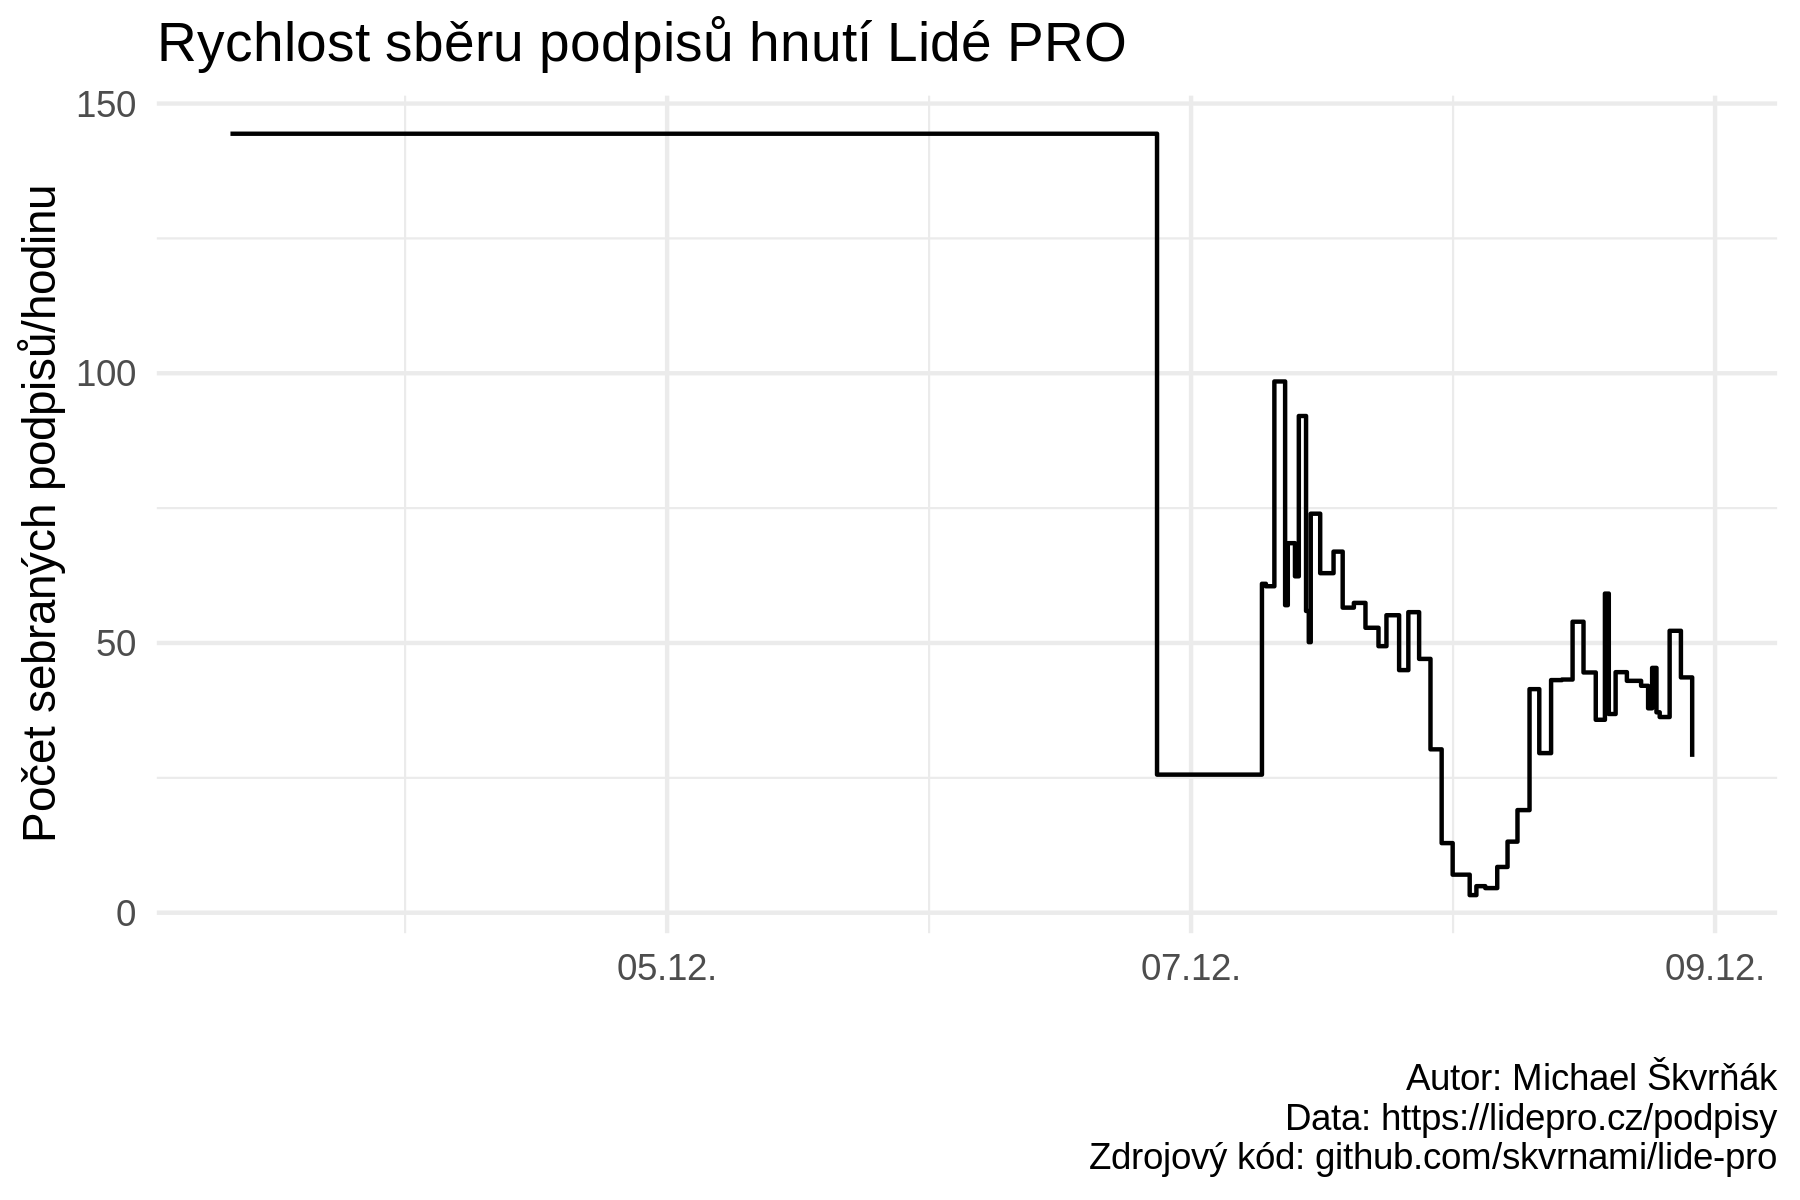 Rychlost sběru podpisů hnutí Lidé PRO
Počet sebraných podpisů/hodinu
150
100
50
0
05.12.
07.12.
09.12.
Autor: Michael Škvrňák
Data: https://lidepro.cz/podpisy
Zdrojový kód: github.com/skvrnami/lide-pro